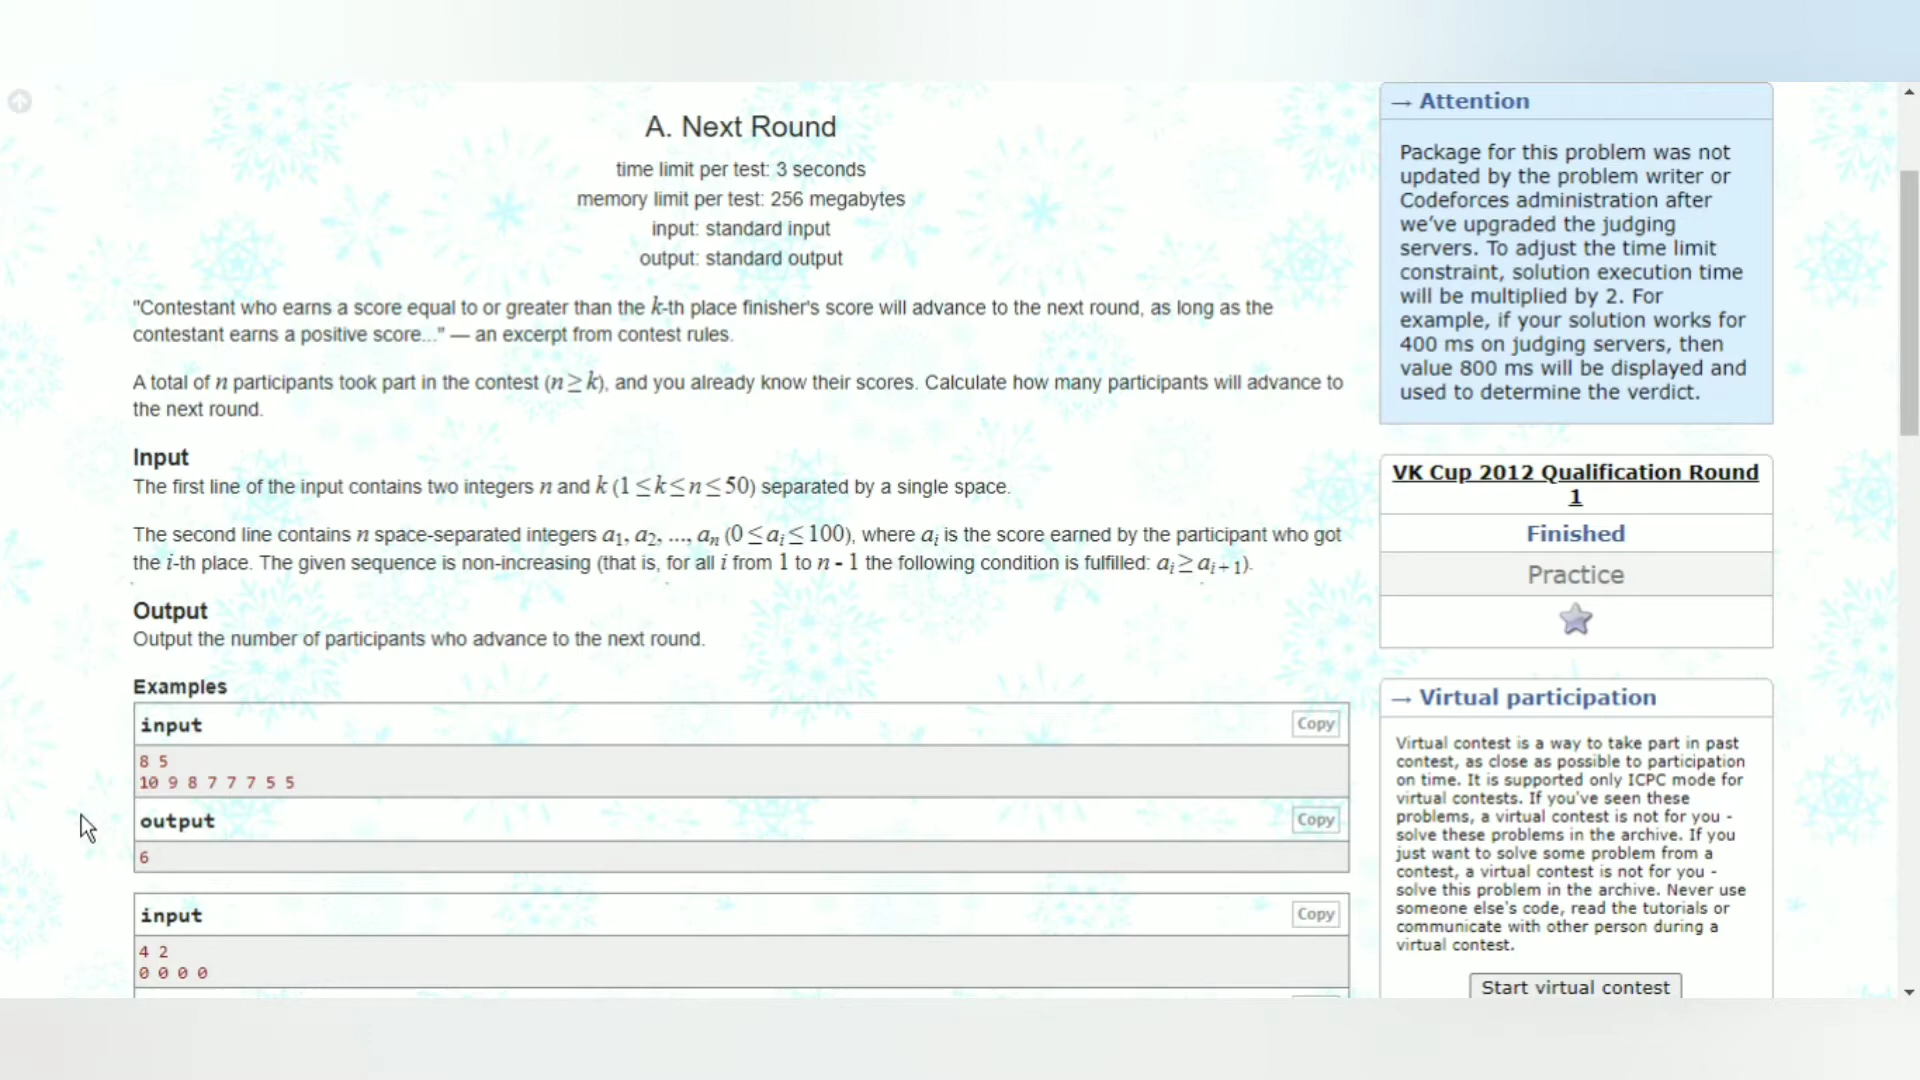 A. Next Round
time limit per test: 3 seconds
memory limit per test: 256 megabytes
input: standard input
output: standard output
"Contestant who earns a score equal to or greater than the k-th place finisher's score will advance to the next round, as long as the
contestant earns a positive score..." — an excerpt from contest rules.
A total of n participants took part in the contest (n ≥ k), and you already know their scores. Calculate how many participants will advance to
the next round.
Input
The first line of the input contains two integers n and k (1 ≤ k ≤ n ≤ 50) separated by a single space.
The second line contains n space-separated integers a1, a2, ..., an (0 ≤ ai ≤ 100), where ai is the score earned by the participant who got
the i-th place. The given sequence is non-increasing (that is, for all i from 1 to n - 1 the following condition is fulfilled: ai ≥ ai + 1).
Output
Output the number of participants who advance to the next round.
Examples
input
Copy
8 5
10 9 8 7 7 7 5 5
output
Copy
6
input
Copy
4 2
0 0 0 0
→ Attention
Package for this problem was not
updated by the problem writer or
Codeforces administration after
we've upgraded the judging
servers. To adjust the time limit
constraint, solution execution time
will be multiplied by 2. For
example, if your solution works for
400 ms on judging servers, then
value 800 ms will be displayed and
used to determine the verdict.
VK Cup 2012 Qualification Round
1
Finished
Practice
→ Virtual participation
Virtual contest is a way to take part in past
contest, as close as possible to participation
on time. It is supported only ICPC mode for
virtual contests. If you've seen these
problems, a virtual contest is not for you -
solve these problems in the archive. If you
just want to solve some problem from a
contest, a virtual contest is not for you -
solve this problem in the archive. Never use
someone else's code, read the tutorials or
communicate with other person during a
virtual contest.
Start virtual contest